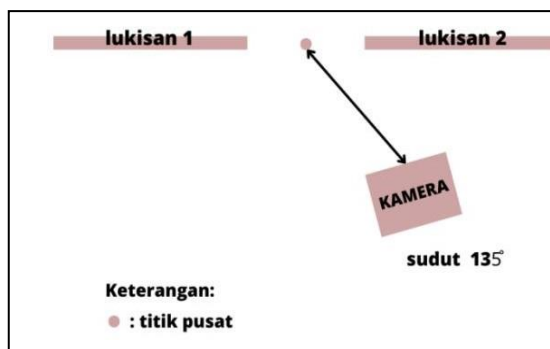 lukisan 1
lukisan 2
KAMERA
sudut 135°
Keterangan:
: titik pusat